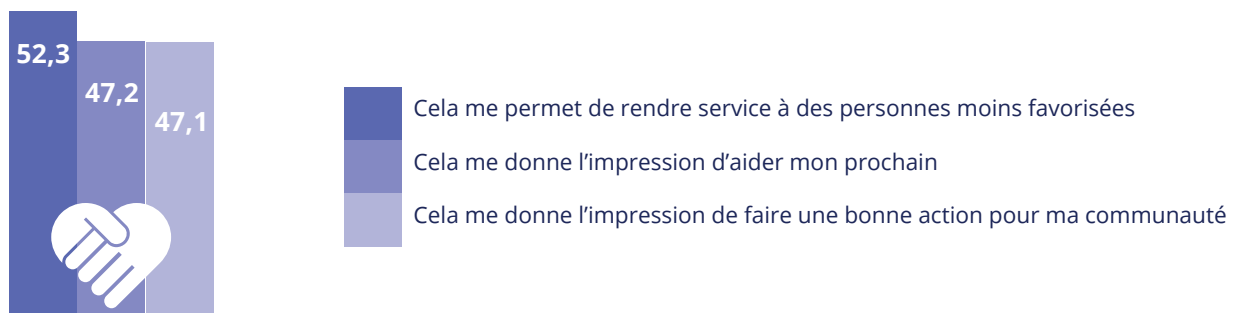 52,3
47,2
47,1
Cela me permet de rendre service à des personnes moins favorisées
Cela me donne l’impression d’aider mon prochain
Cela me donne l’impression de faire une bonne action pour ma communauté